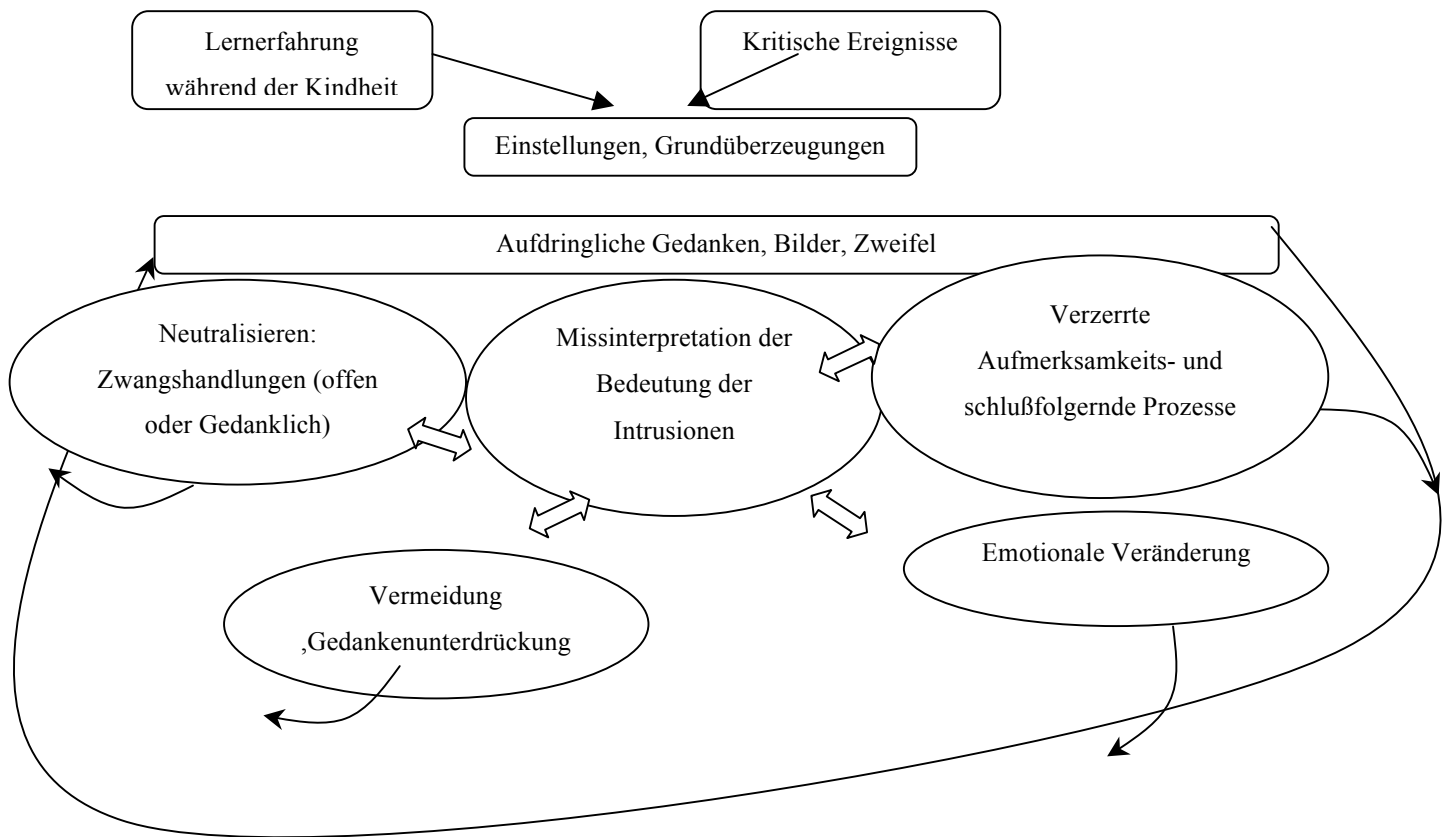 Lernerfahrung
während der Kindheit
Kritische Ereignisse
Einstellungen, Grundüberzeugungen
Aufdringliche Gedanken, Bilder, Zweifel
Neutralisieren:
Zwangshandlungen (offen
oder Gedanklich)
Missinterpretation der
Bedeutung der
Intrusionen
Verzerrte
Aufmerksamkeits- und
schlußfolgernde Prozesse
Vermeidung
,Gedankenunterdrückung
Emotionale Veränderung